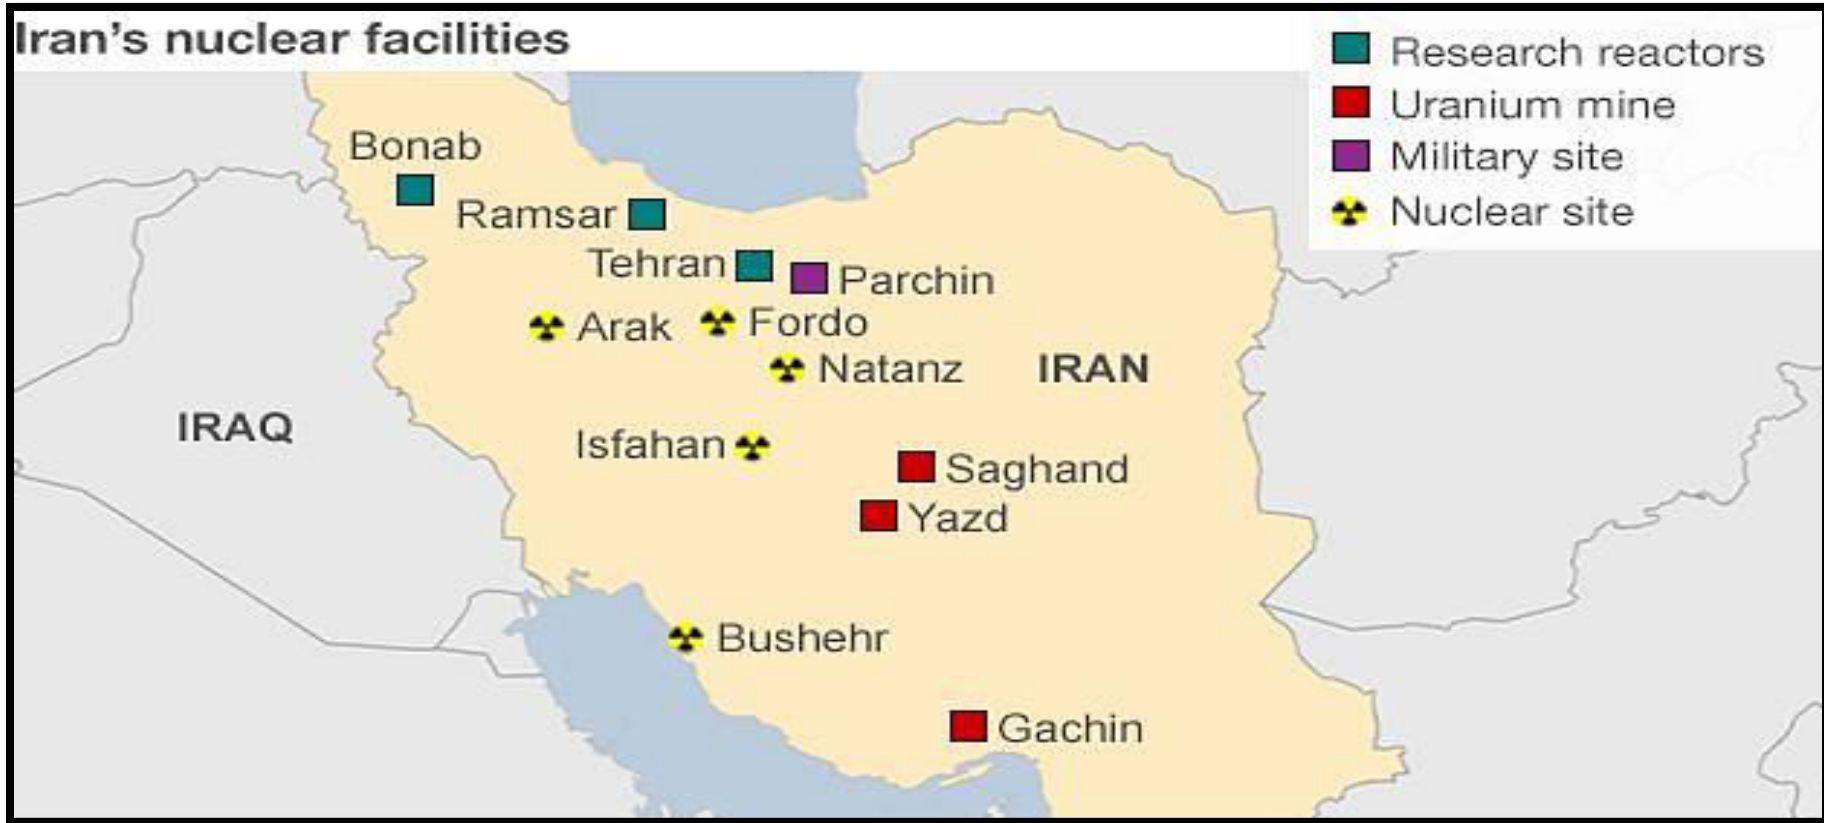 Iran's nuclear facilities
Research reactors
Uranium mine
Military site
Nuclear site
Bonab
Ramsar
Tehran
Parchin
Arak
Fordo
Natanz
IRAN
IRAQ
Isfahan
Saghand
Yazd
Bushehr
Gachin